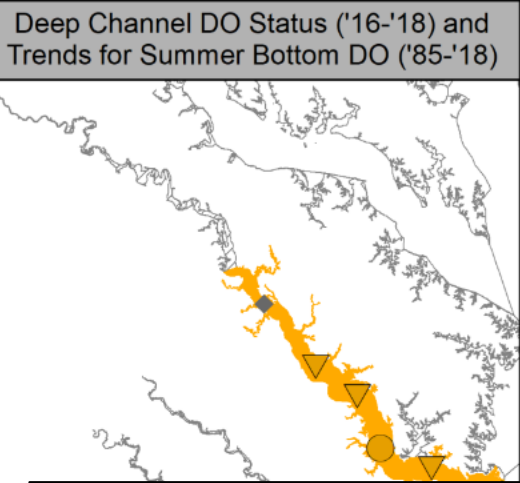 Deep Channel DO Status ('16-'18) and
Trends for Summer Bottom DO ('85-'18)